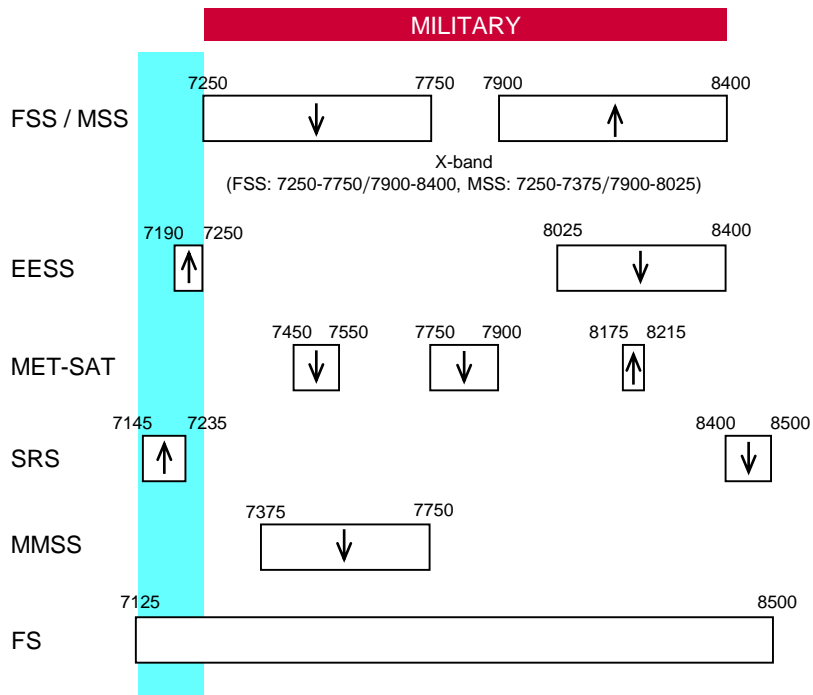 MILITARY
7250 7750 7900 8400
FSS / MSS
X-band
(FSS: 7250-7750/7900-8400, MSS: 7250-7375/7900-8025)
7190 7250 8025 8400
EESS
7450 7550 7750 7900 8175 8215
MET-SAT
7145 7235 8400 8500
SRS
7375 7750
MMSS
7125 8500
FS